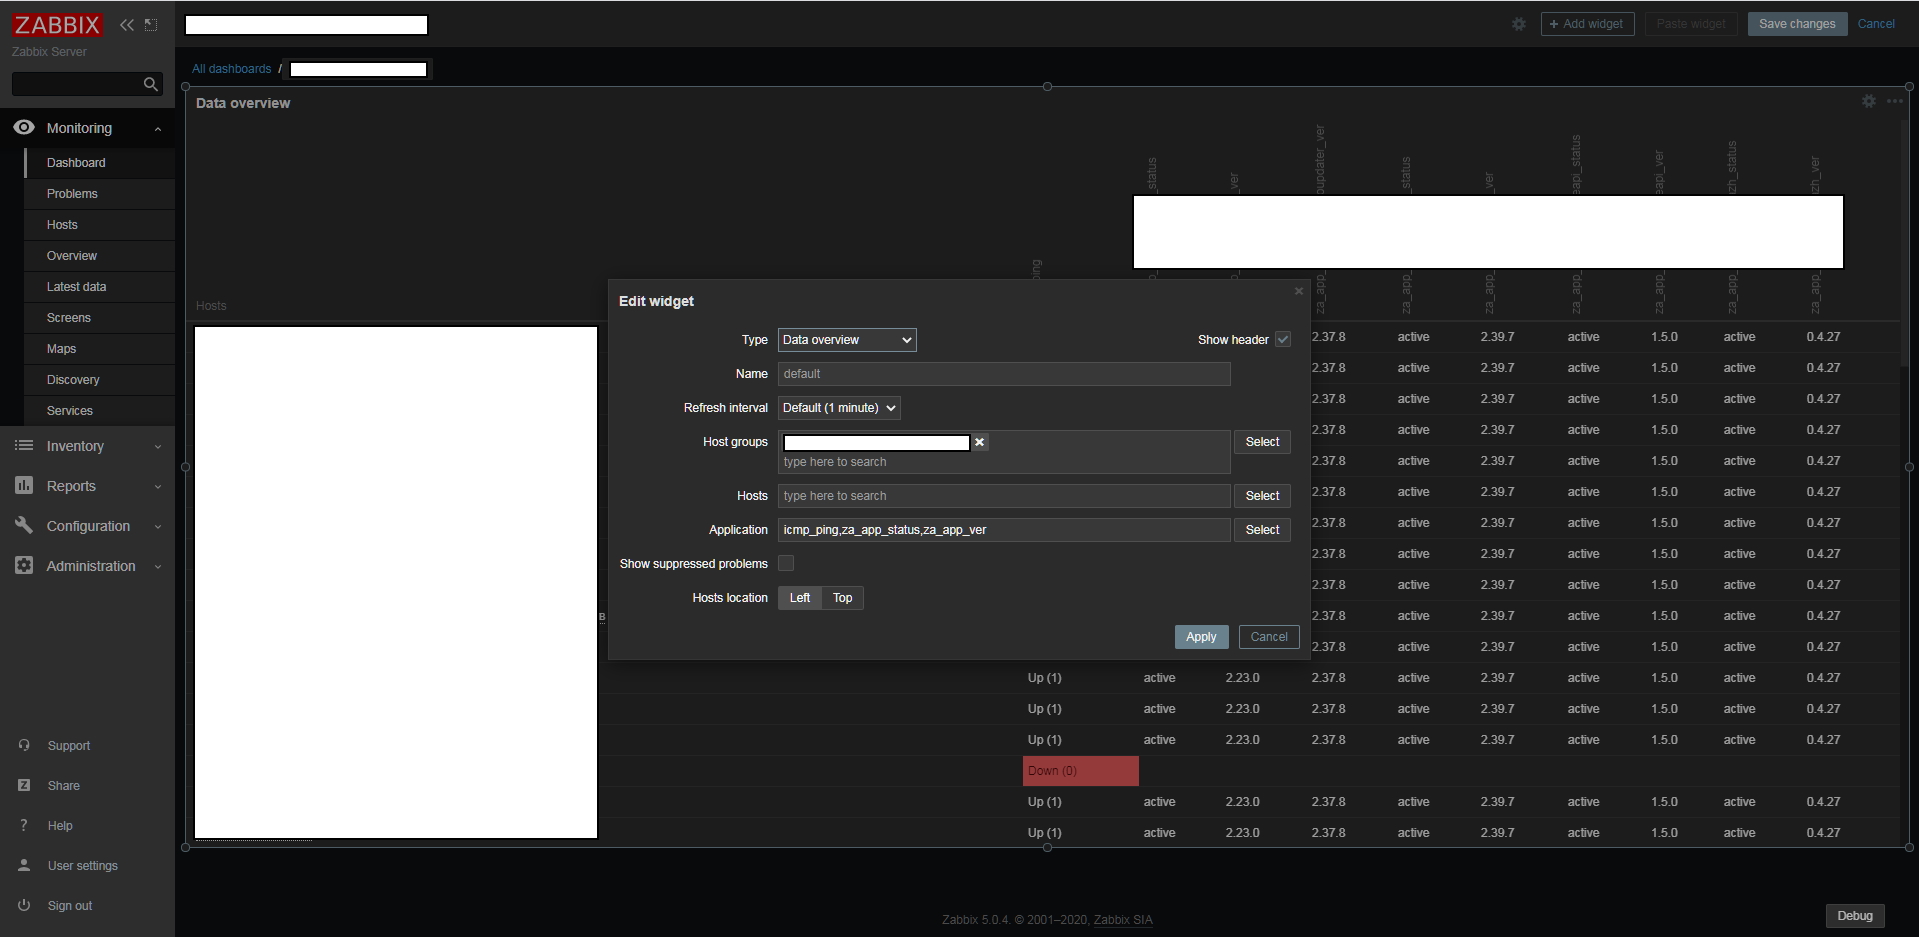 ZABBIX
Zabbix Server
Add widget
Paste widget
Save changes
Cancel
All dashboards /
Monitoring
Dashboard
Problems
Hosts
Overview
Latest data
Screens
Maps
Discovery
Services
Inventory
Reports
Configuration
Administration
Support
Share
Help
User settings
Sign out
Data overview
Hosts
_status
_ver
oupdater_ver
_status
_ver
eapi_status
eapi_ver
nzh_status
nzh_ver
ping
za_app_
za_app_
za_app_
za_app_
za_app_
za_app_
za_app_
Edit widget
Type Data overview Show header
Name default
Refresh interval Default (1 minute)
Host groups Select
type here to search
Hosts type here to search Select
Application icmp_ping,za_app_status,za_app_ver Select
Show suppressed problems
Hosts location Left Top
Apply Cancel
2.37.8 active 2.39.7 active 1.5.0 active 0.4.27
2.37.8 active 2.39.7 active 1.5.0 active 0.4.27
2.37.8 active 2.39.7 active 1.5.0 active 0.4.27
2.37.8 active 2.39.7 active 1.5.0 active 0.4.27
2.37.8 active 2.39.7 active 1.5.0 active 0.4.27
2.37.8 active 2.39.7 active 1.5.0 active 0.4.27
2.37.8 active 2.39.7 active 1.5.0 active 0.4.27
2.37.8 active 2.39.7 active 1.5.0 active 0.4.27
2.37.8 active 2.39.7 active 1.5.0 active 0.4.27
B 2.37.8 active 2.39.7 active 1.5.0 active 0.4.27
2.37.8 active 2.39.7 active 1.5.0 active 0.4.27
Up (1) active 2.23.0 2.37.8 active 2.39.7 active 1.5.0 active 0.4.27
Up (1) active 2.23.0 2.37.8 active 2.39.7 active 1.5.0 active 0.4.27
Up (1) active 2.23.0 2.37.8 active 2.39.7 active 1.5.0 active 0.4.27
Down (0)
Up (1) active 2.23.0 2.37.8 active 2.39.7 active 1.5.0 active 0.4.27
Up (1) active 2.23.0 2.37.8 active 2.39.7 active 1.5.0 active 0.4.27
Zabbix 5.0.4. © 2001–2020, Zabbix SIA
Debug